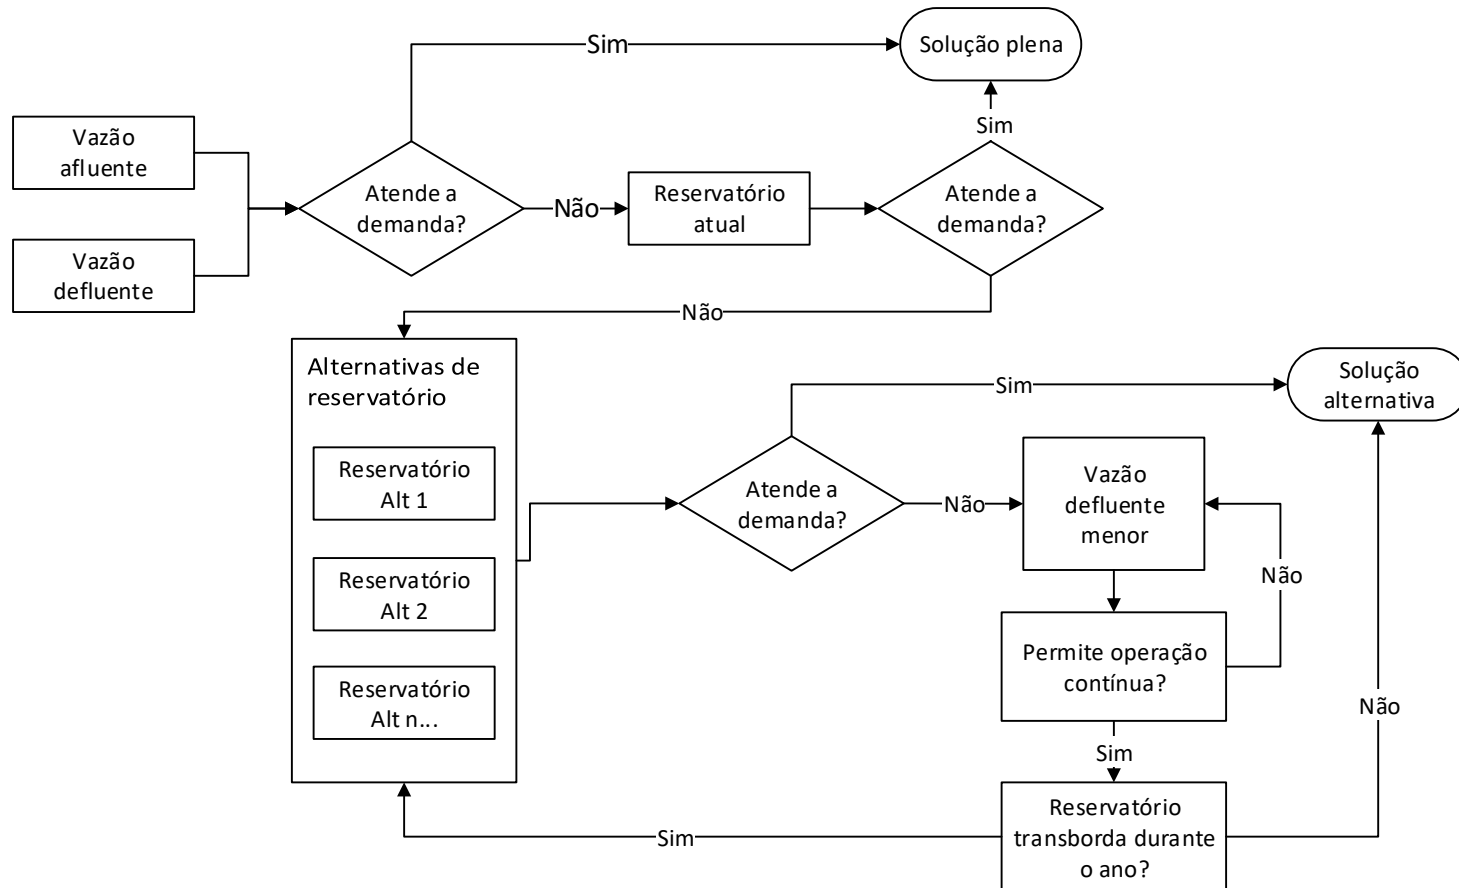 Sim
Solução plena
Vazão
afluente
Sim
Atende a
demanda?
Não
Reservatório
atual
Atende a
demanda?
Vazão
defluente
Não
Alternativas de
reservatório
Sim
Solução
alternativa
Reservatório
Alt 1
Atende a
demanda?
Não
Vazão
defluente
menor
Reservatório
Alt 2
Não
Permite operação
contínua?
Reservatório
Alt n...
Não
Sim
Sim
Reservatório
transborda durante
o ano?